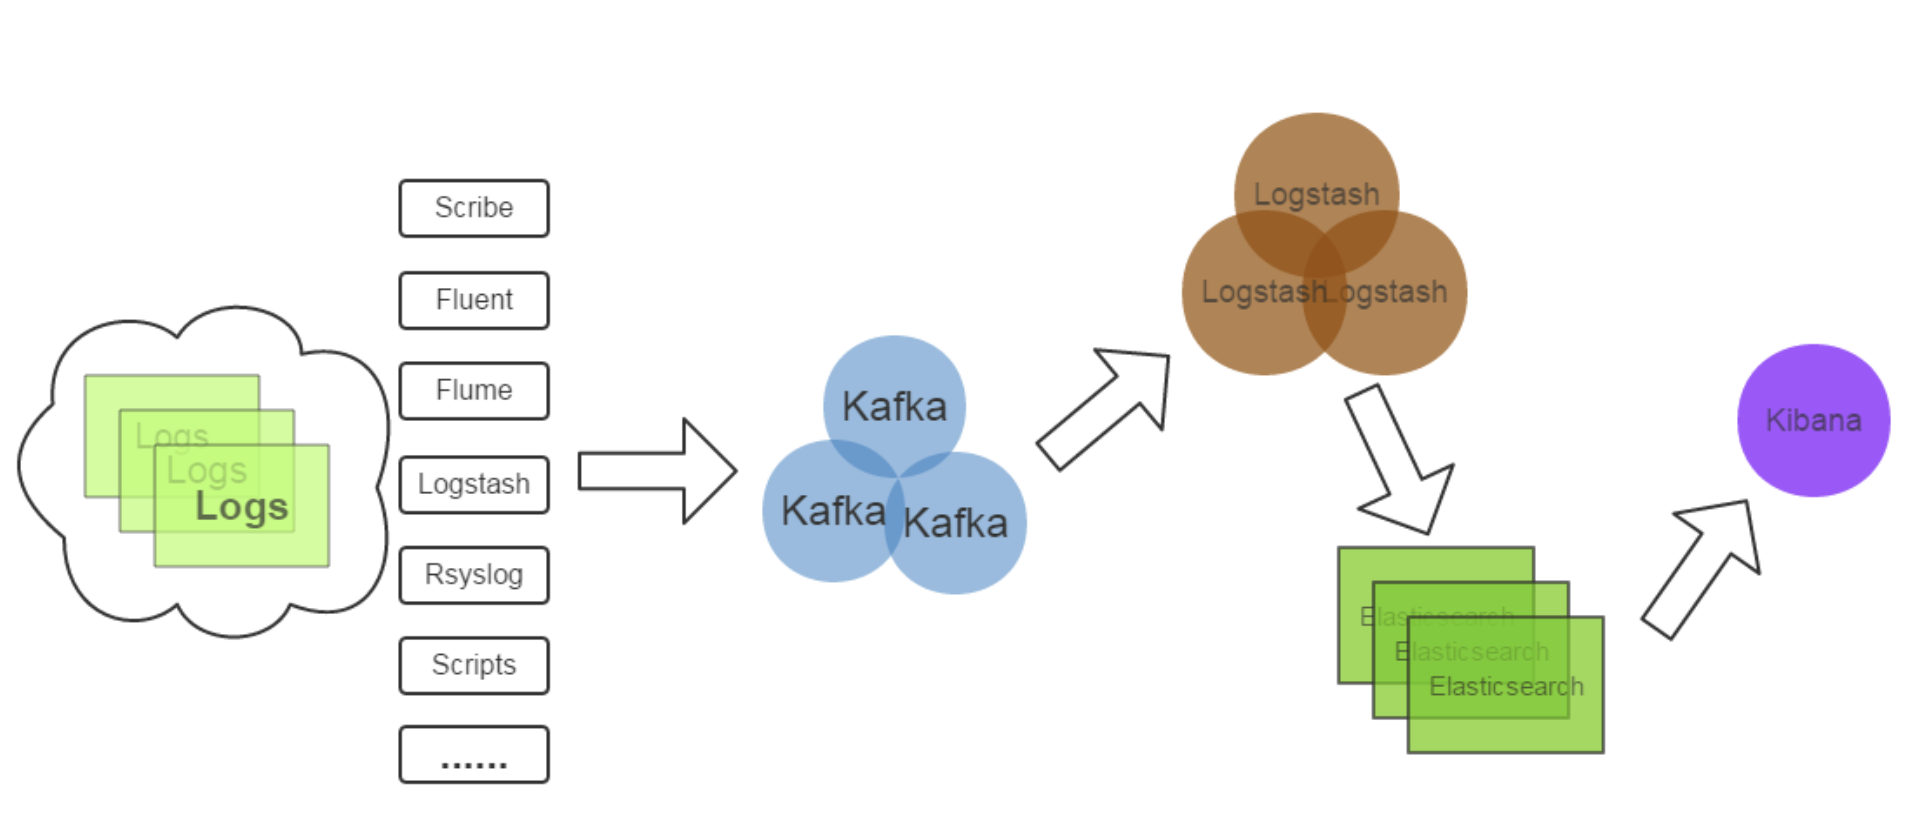 Logs
Logs
Logs
Scribe
Fluent
Flume
Logstash
Rsyslog
Scripts
......
Kafka
Kafka
Kafka
Logstash
Logstash
Logstash
Elasticsearch
Elasticsearch
Elasticsearch
Kibana